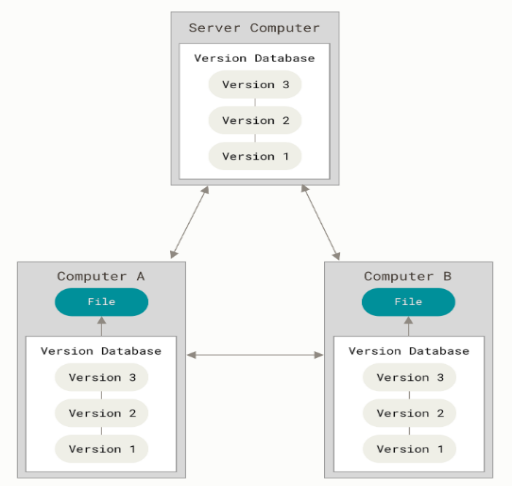 Server Computer
Version Database
Version 3
Version 2
Version 1
Computer A
File
Version Database
Version 3
Version 2
Version 1
Computer B
File
Version Database
Version 3
Version 2
Version 1